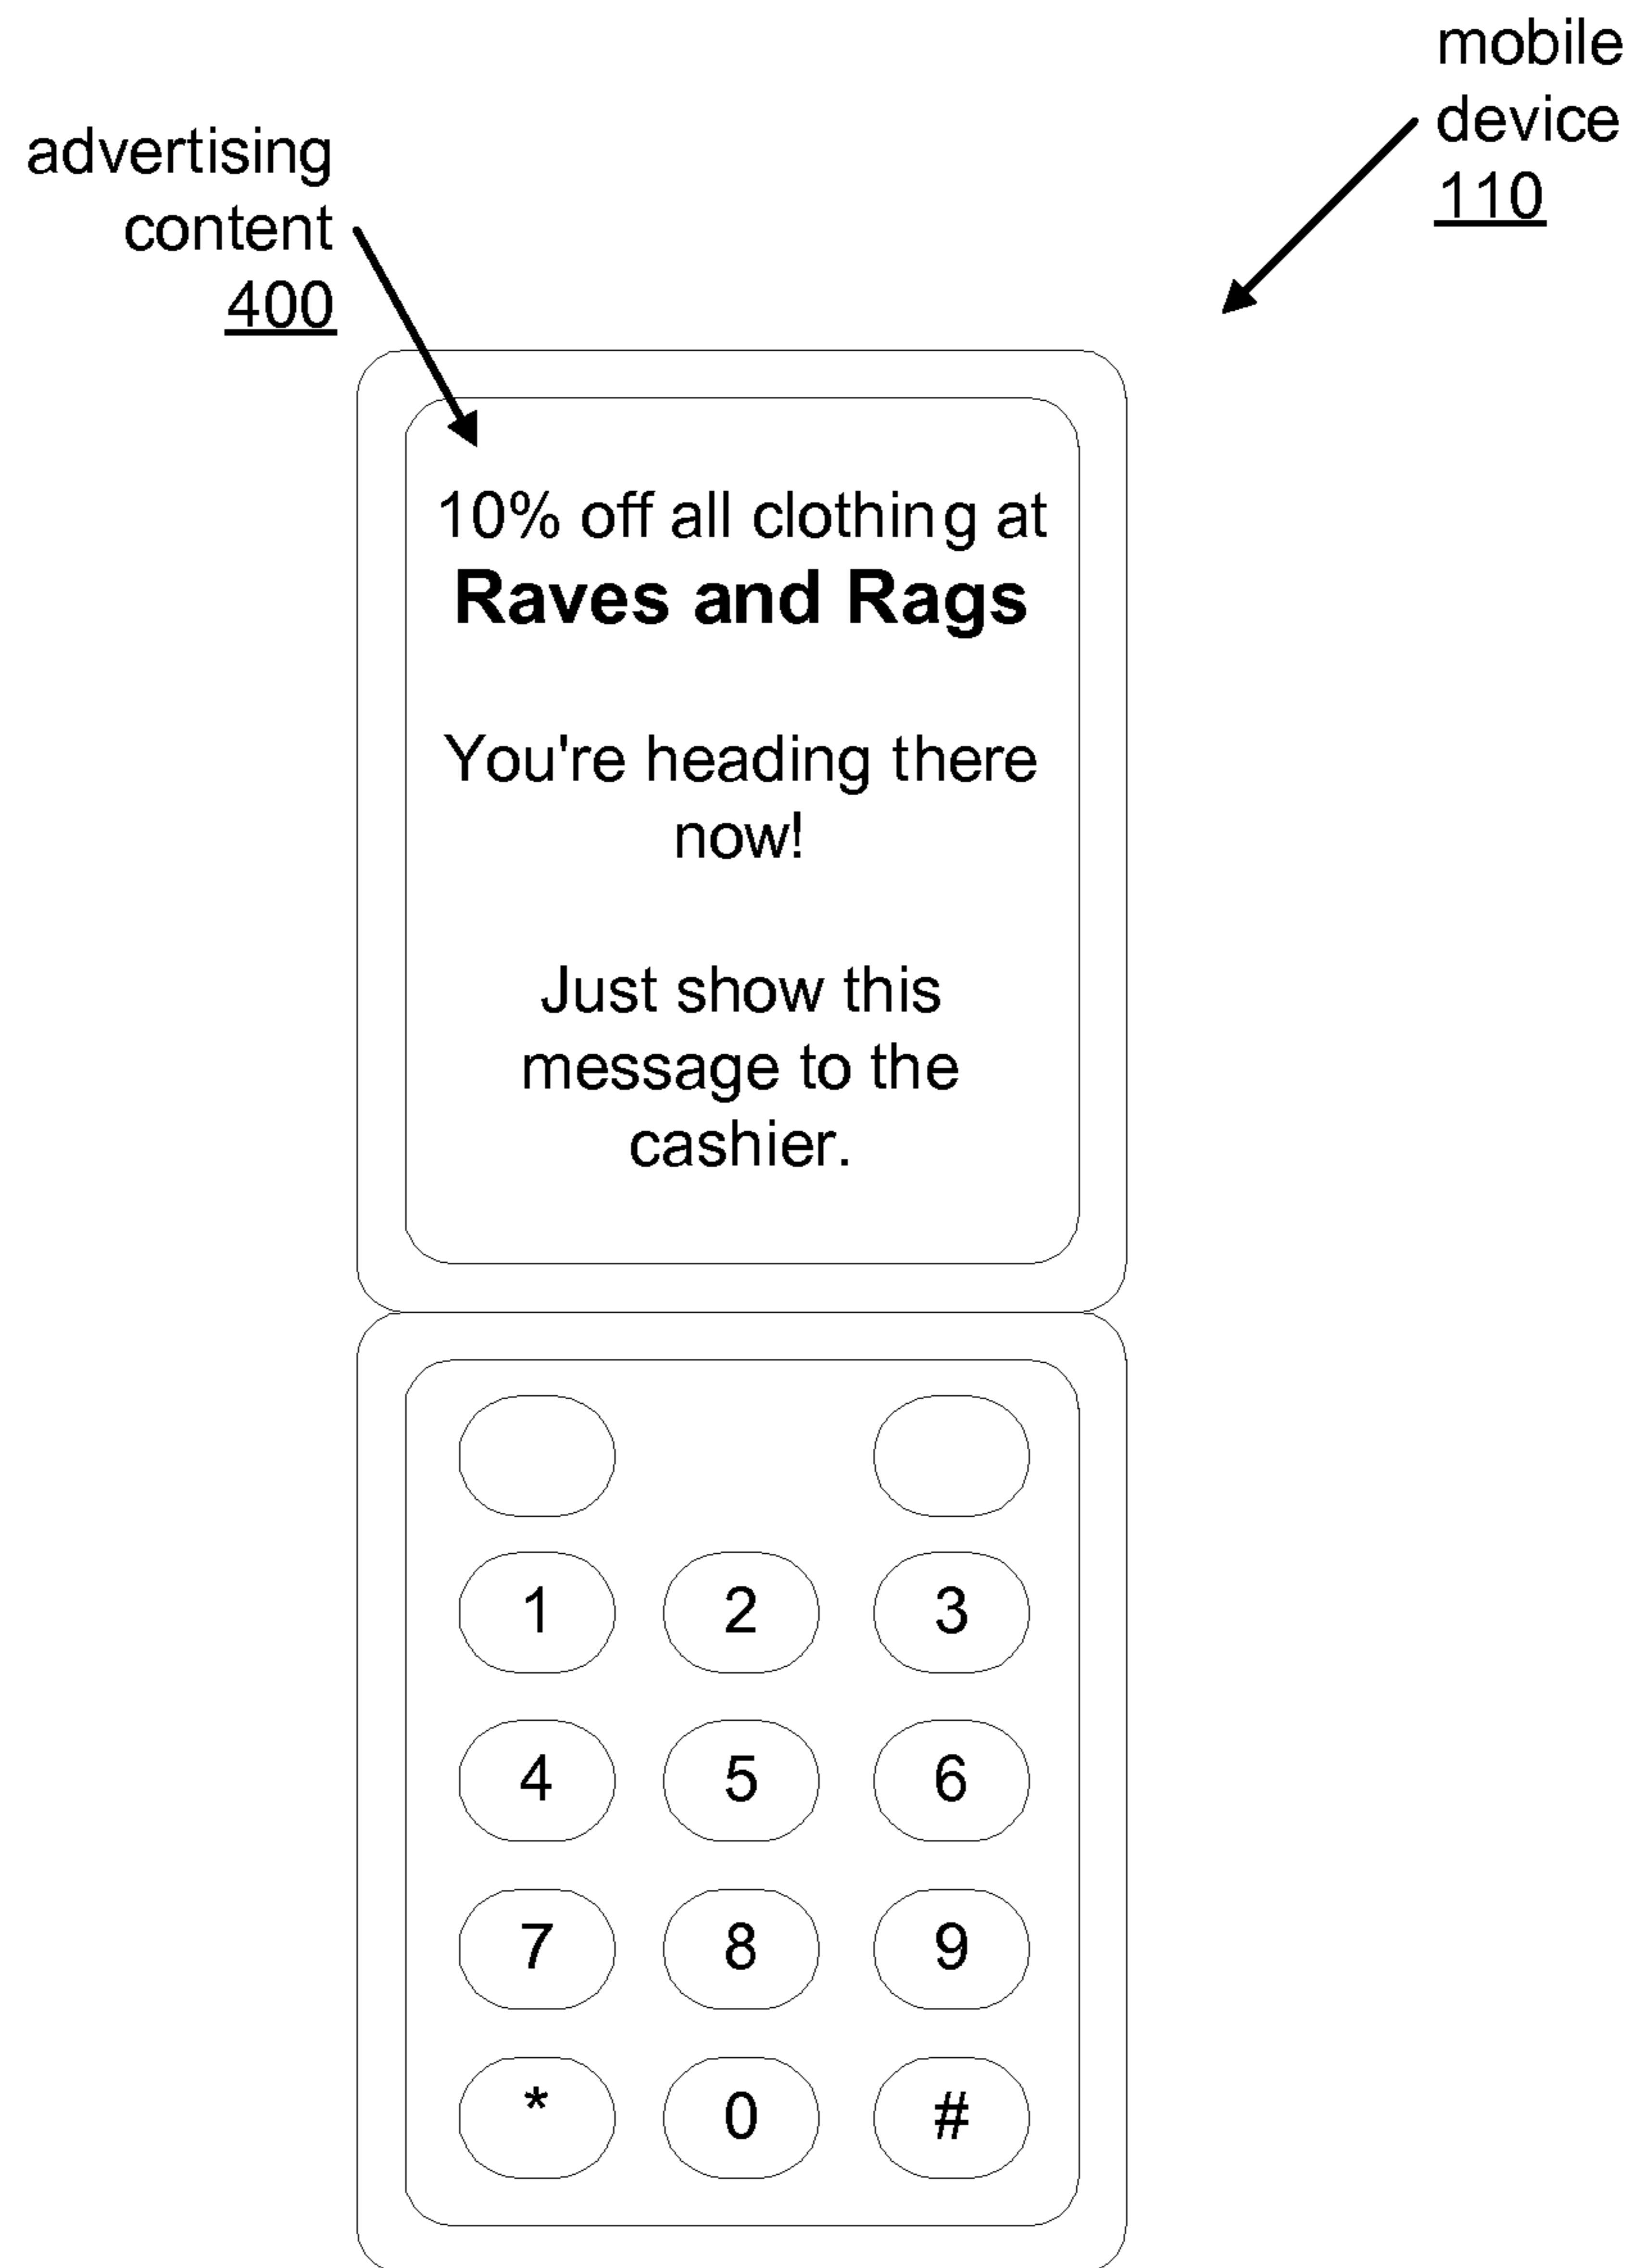 mobile
device
110
advertising
content
400
10% off all clothing at
Raves and Rags
You're heading there
now!
Just show this
message to the
cashier.
1 2 3
4 5 6
7 8 9
* 0 #